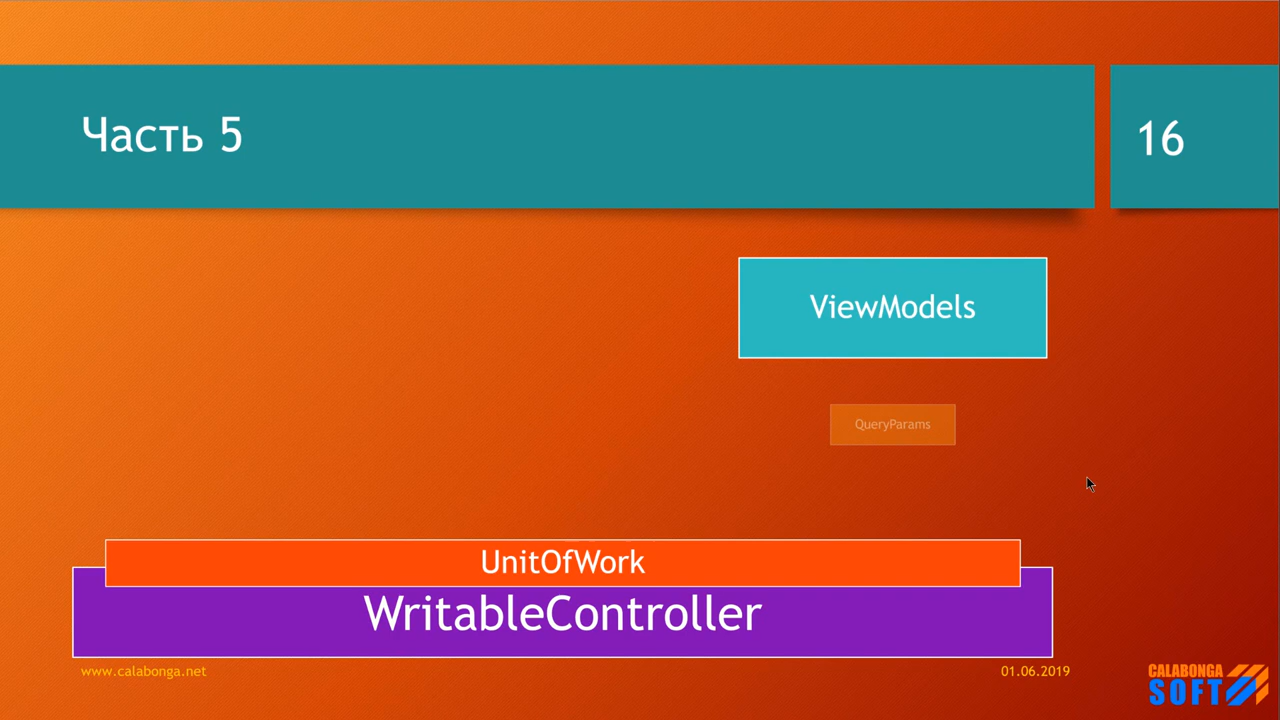 Часть 5
16
ViewModels
QueryParams
UnitOfWork
WritableController
www.calabonga.net
01.06.2019
CALABONGA
SOFT